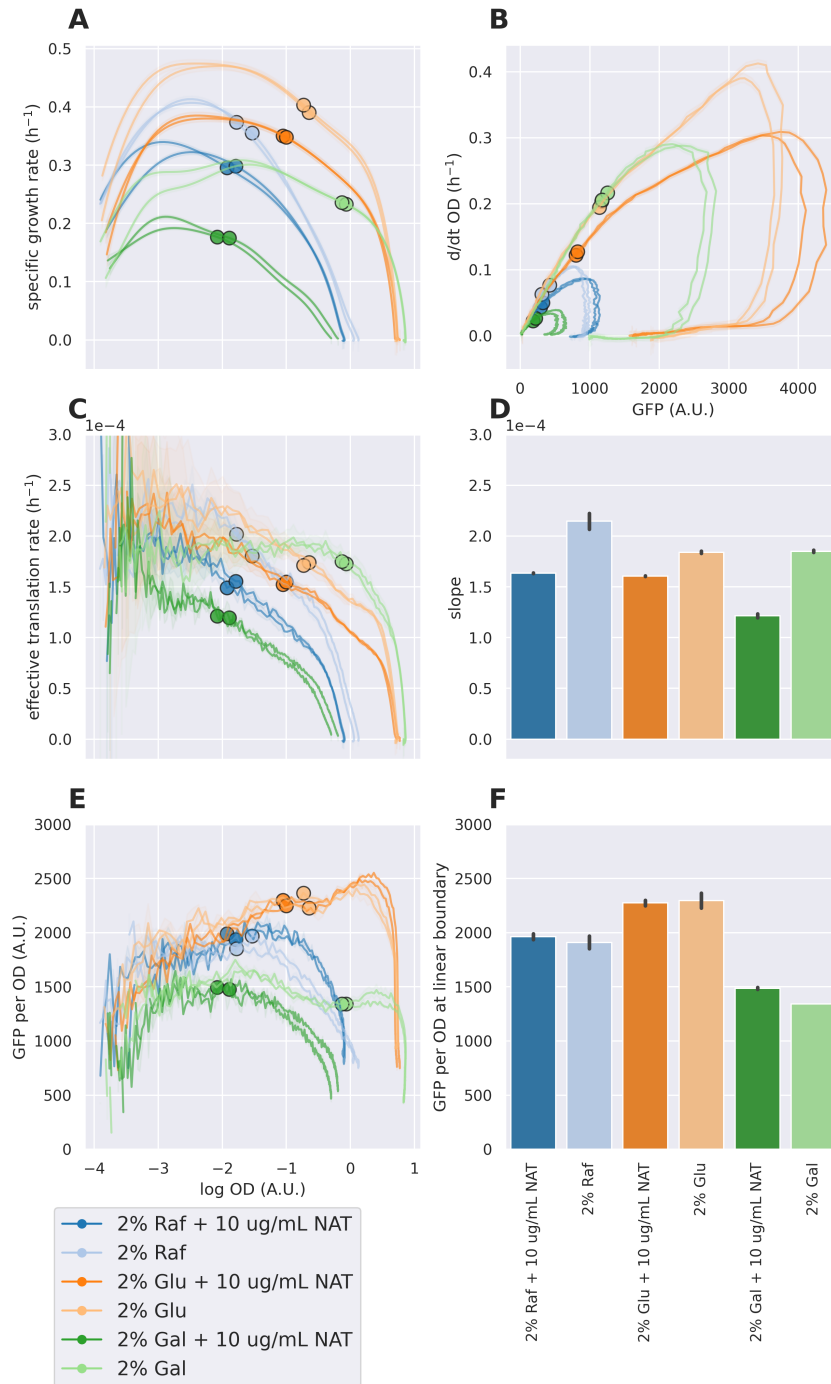 A
0.5
0.4
0.3
0.2
0.1
0.0
specific growth rate (h⁻¹)
B
0.4
0.3
0.2
0.1
0.0
d/dt OD (h⁻¹)
0
1000
2000
3000
4000
GFP (A.U.)
C
1e−4
3.0
2.5
2.0
1.5
1.0
0.5
0.0
effective translation rate (h⁻¹)
D
1e−4
3.0
2.5
2.0
1.5
1.0
0.5
0.0
slope
E
3000
2500
2000
1500
1000
500
0
GFP per OD (A.U.)
−4
−3
−2
−1
0
1
log OD (A.U.)
F
3000
2500
2000
1500
1000
500
0
GFP per OD at linear boundary
2% Raf + 10 ug/mL NAT
2% Raf
2% Glu + 10 ug/mL NAT
2% Glu
2% Gal + 10 ug/mL NAT
2% Gal
2% Raf + 10 ug/mL NAT
2% Raf
2% Glu + 10 ug/mL NAT
2% Glu
2% Gal + 10 ug/mL NAT
2% Gal